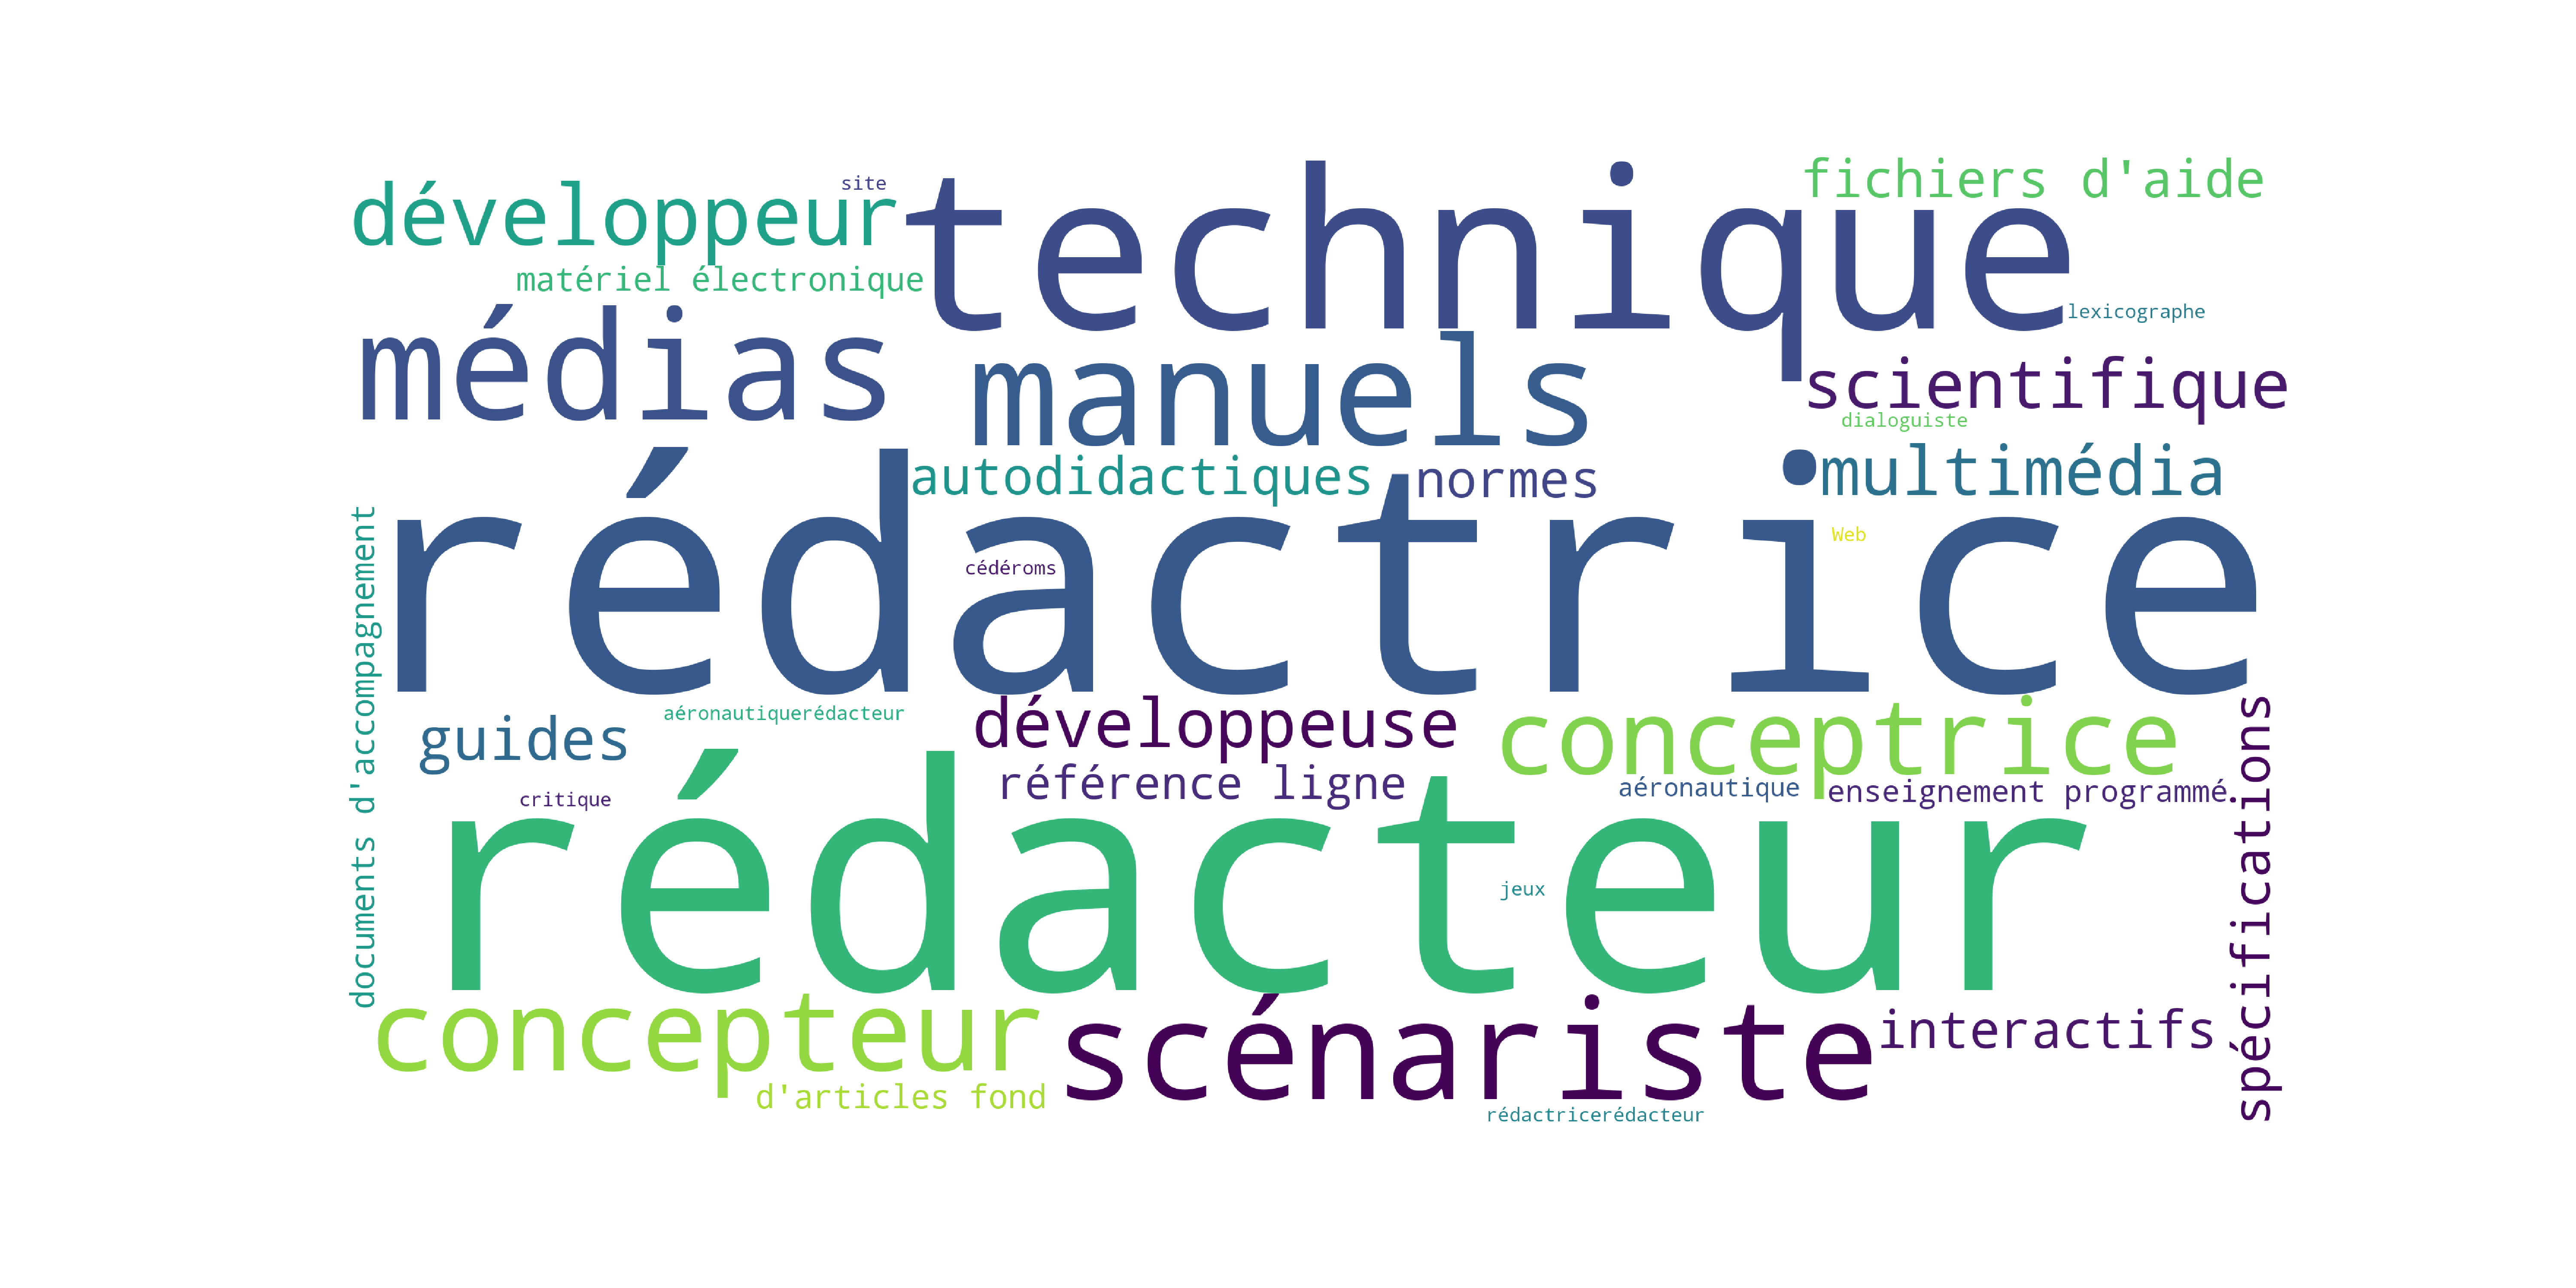 fichiers d'aide
site
technique
développeur
matériel électronique
lexicographe
médias
manuels
scientifique
dialoguiste
autodidactiques
normes
multimédia
Web
cédéroms
rédactrice
documents d'accompagnement
aéronautiquerédacteur
guides
développeuse
conceptrice
référence ligne
aéronautique
enseignement programmé
critique
jeux
rédacteur
spécifications
concepteur
scénariste
interactifs
d'articles fond
rédactricerédacteur